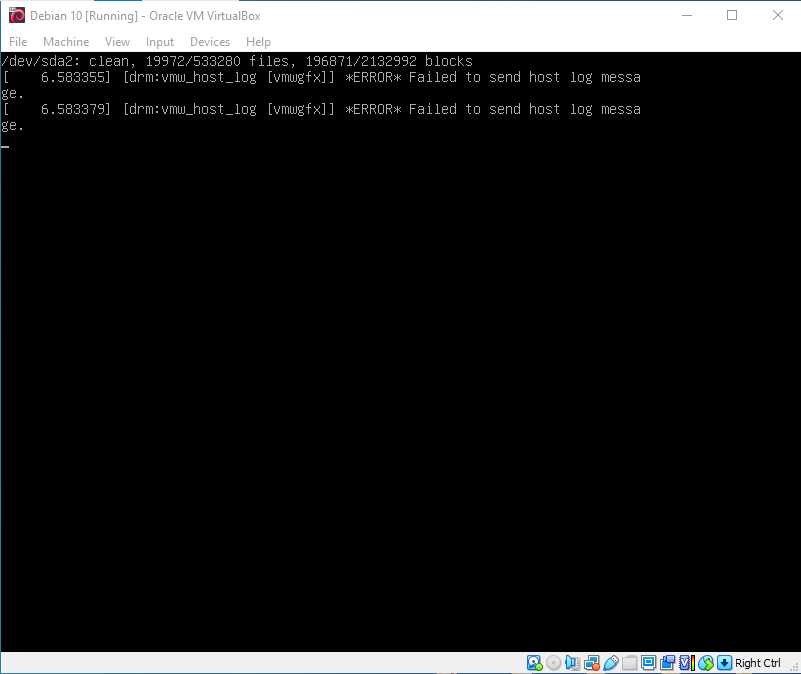 Debian 10 [Running] - Oracle VM VirtualBox
File Machine View Input Devices Help
/dev/sda2: clean, 19972/533280 files, 196871/2132992 blocks
[    6.583355] [drm:vmw_host_log [vmwgfx]] *ERROR* Failed to send host log messa
ge.
[    6.583379] [drm:vmw_host_log [vmwgfx]] *ERROR* Failed to send host log messa
ge.
Right Ctrl